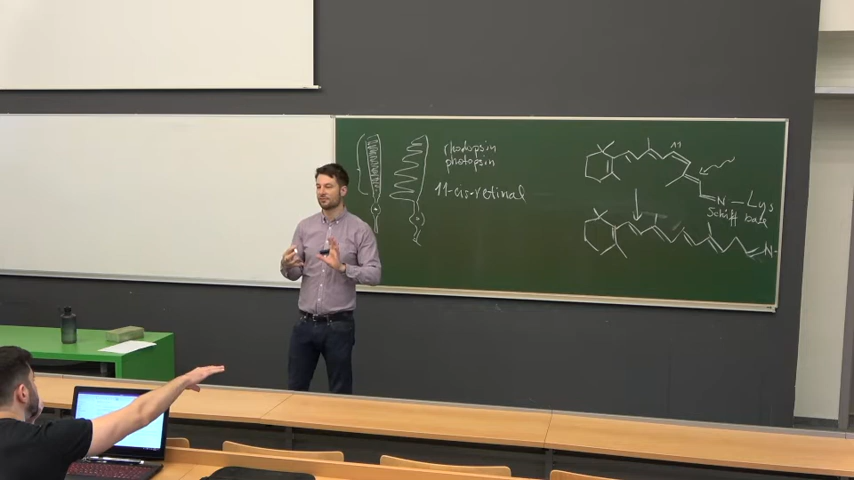 rhodopsin
photopsin
11-cis-retinal
11
N - Lys
Schiff base
N-